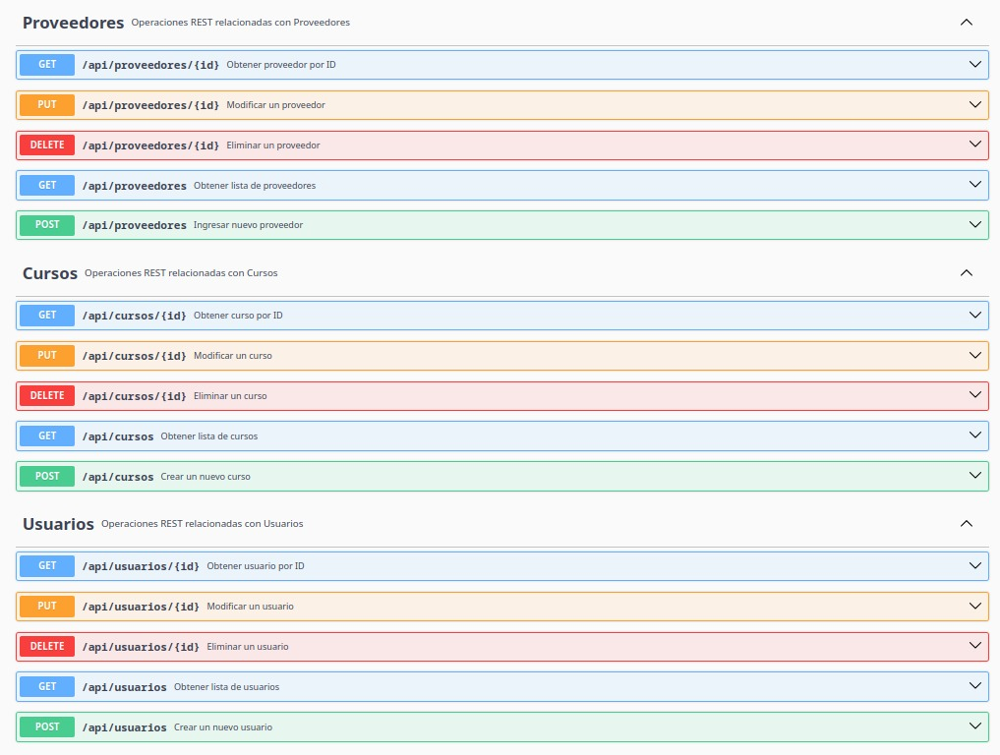 Proveedores Operaciones REST relacionadas con Proveedores
GET /api/proveedores/{id} Obtener proveedor por ID
PUT /api/proveedores/{id} Modificar un proveedor
DELETE /api/proveedores/{id} Eliminar un proveedor
GET /api/proveedores Obtener lista de proveedores
POST /api/proveedores Ingresar nuevo proveedor
Cursos Operaciones REST relacionadas con Cursos
GET /api/cursos/{id} Obtener curso por ID
PUT /api/cursos/{id} Modificar un curso
DELETE /api/cursos/{id} Eliminar un curso
GET /api/cursos Obtener lista de cursos
POST /api/cursos Crear un nuevo curso
Usuarios Operaciones REST relacionadas con Usuarios
GET /api/usuarios/{id} Obtener usuario por ID
PUT /api/usuarios/{id} Modificar un usuario
DELETE /api/usuarios/{id} Eliminar un usuario
GET /api/usuarios Obtener lista de usuarios
POST /api/usuarios Crear un nuevo usuario